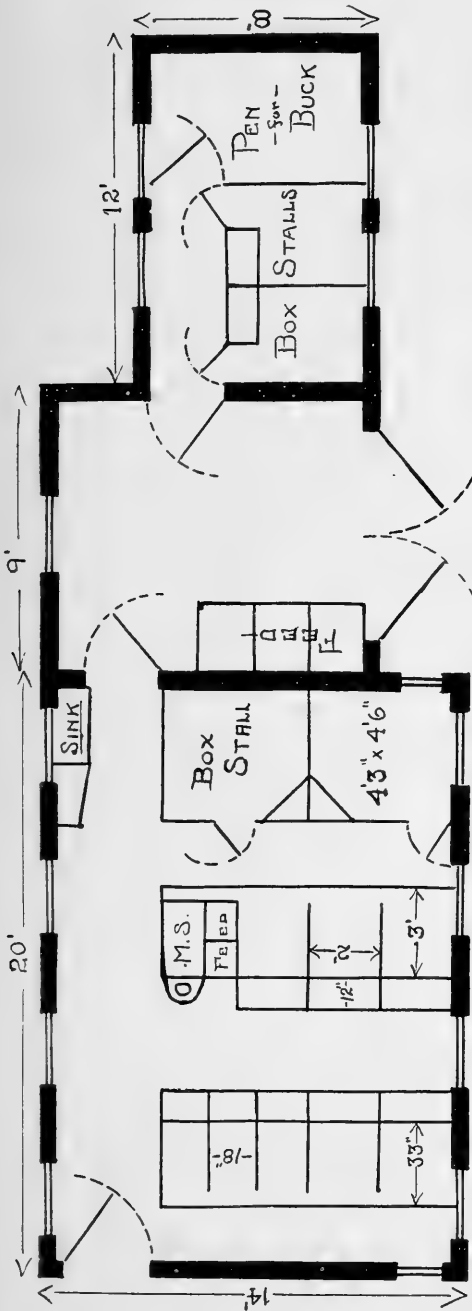 20'
9'
12'
8'
14'
SINK
BOX
STALL
4'3" x 4'6"
FEED
M.S.
FEED
2'
-12"-
3'
-18"-
33"
BOX STALLS
PEN
-for-
BUCK